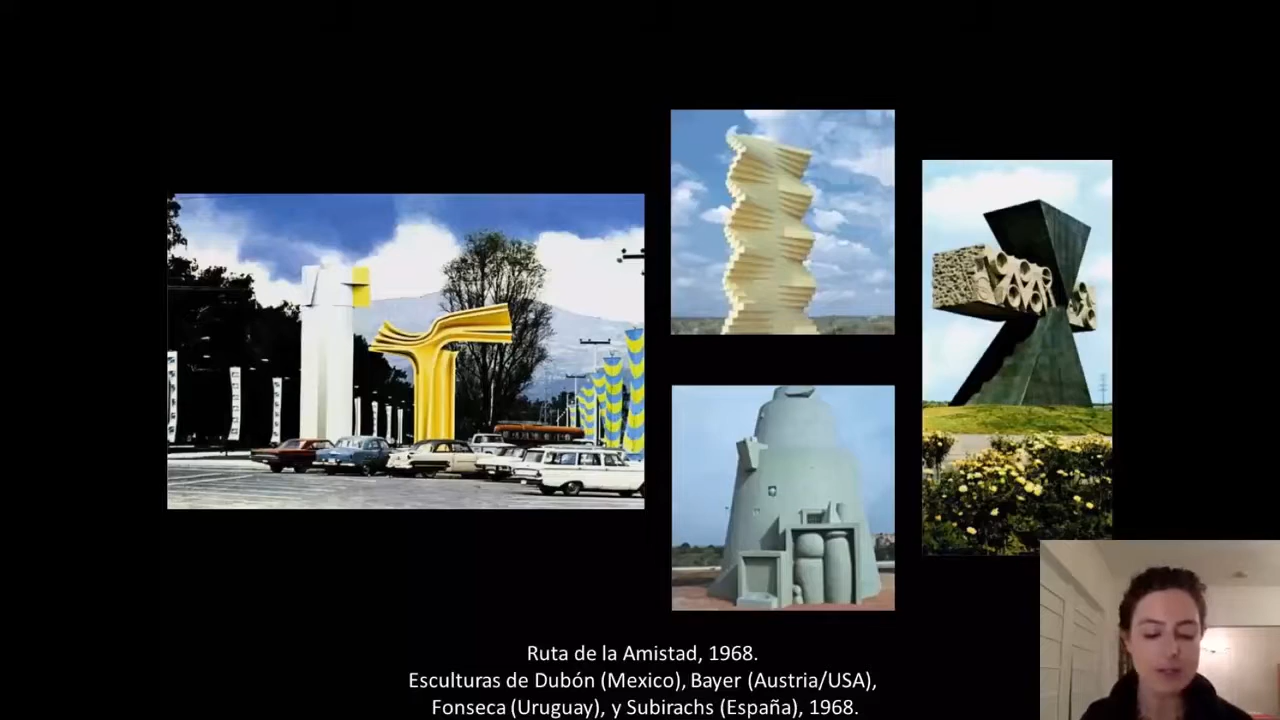 Ruta de la Amistad, 1968.
Esculturas de Dubón (Mexico), Bayer (Austria/USA),
Fonseca (Uruguay), y Subirachs (España), 1968.